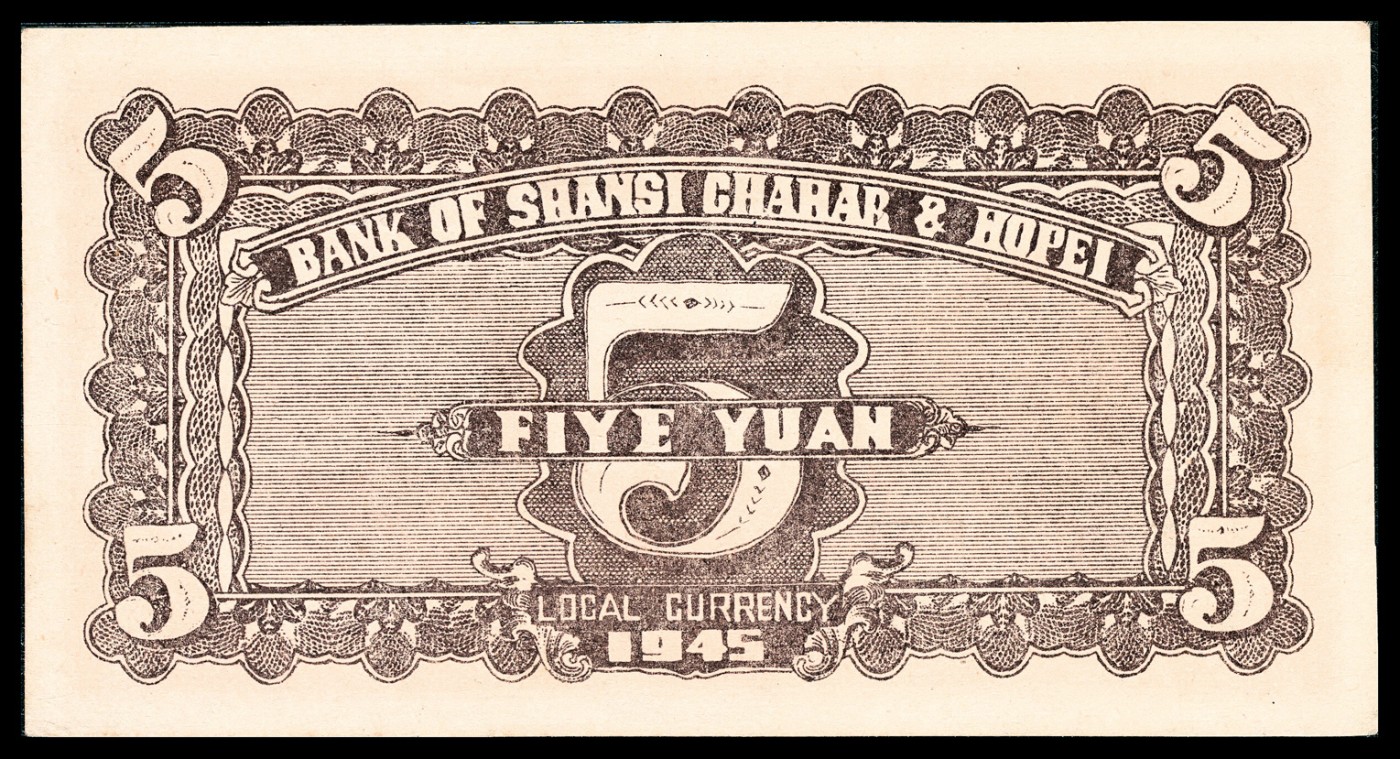 5 5
BANK OF SHANSI CHAHAR & HOPEI
5
FIYE YUAN
5 5
LOCAL CURRENCY
1945